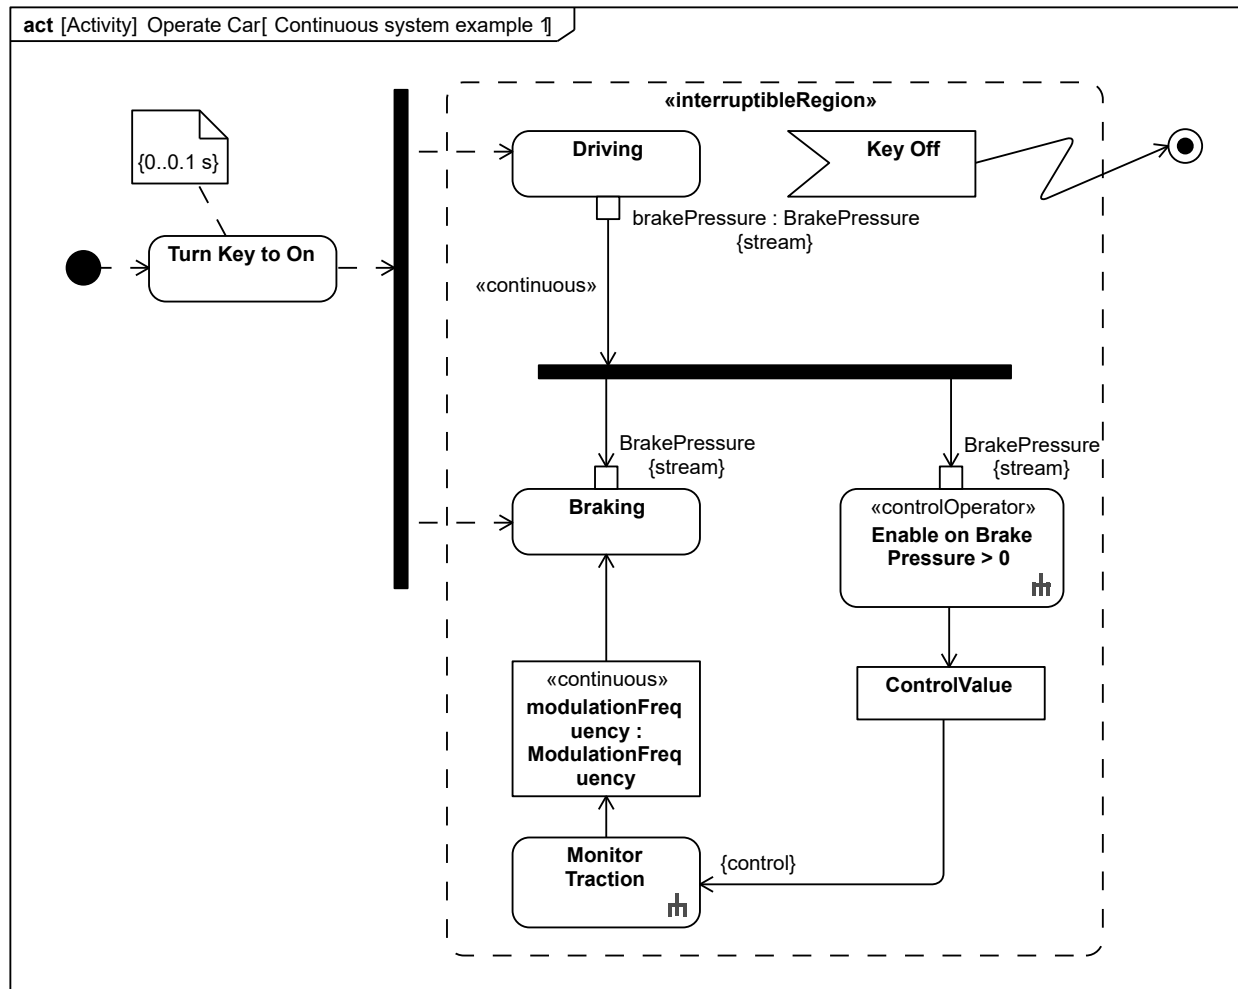 act [Activity] Operate Car[ Continuous system example 1]
«interruptibleRegion»
{0..0.1 s}
Driving
Key Off
brakePressure : BrakePressure
{stream}
Turn Key to On
«continuous»
BrakePressure
{stream}
BrakePressure
{stream}
Braking
«controlOperator»
Enable on Brake
Pressure > 0
«continuous»
modulationFreq
uency :
ModulationFreq
uency
ControlValue
Monitor
Traction
{control}